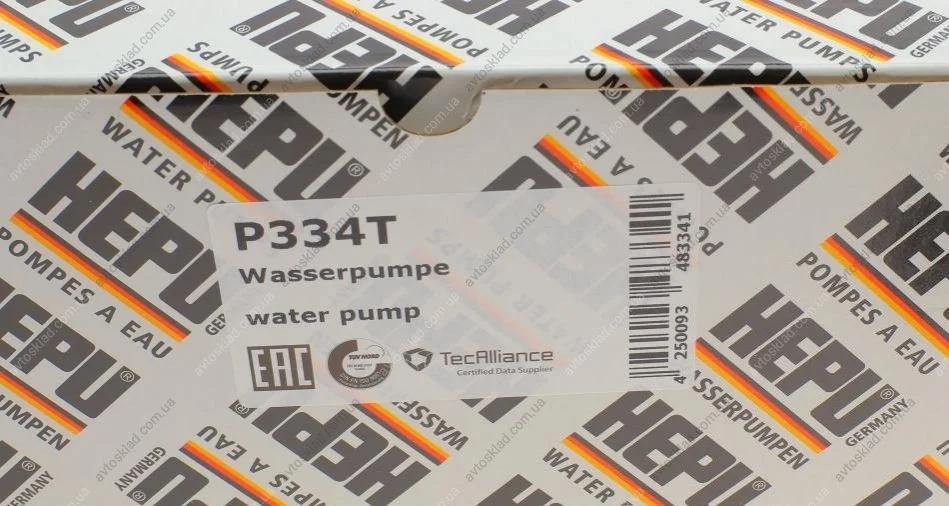 HEPU®
WATER PUMPS
POMPES A EAU
WASSERPUMPEN
GERMANY
P334T
Wasserpumpe
water pump
EAC
TÜV NORD
TecAlliance
Certified Data Supplier
4 250093 483341
avtosklad.com.ua